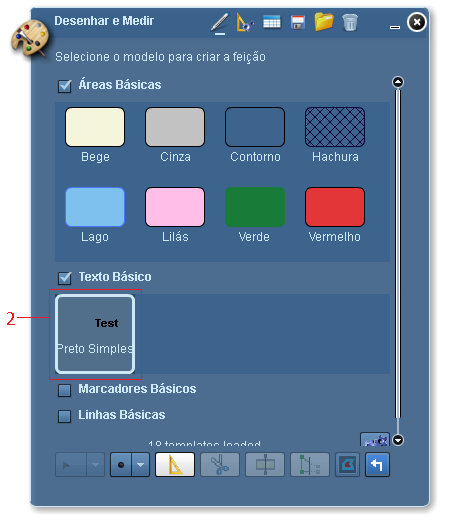 Desenhar e Medir
Selecione o modelo para criar a feição
Áreas Básicas
Bege Cinza Contorno Hachura
Lago Lilás Verde Vermelho
Texto Básico
2
Test
Preto Simples
Marcadores Básicos
Linhas Básicas
18 templates loaded